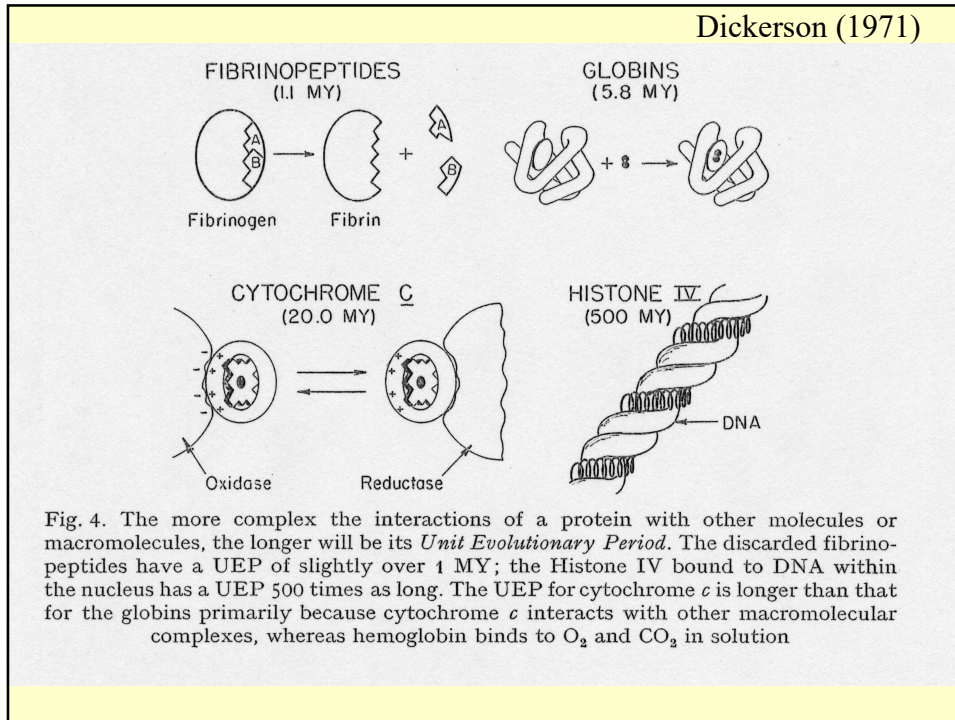 Dickerson (1971)
FIBRINOPEPTIDES
(1.1 MY)
A
B
+
A
B
Fibrinogen
Fibrin
GLOBINS
(5.8 MY)
+
CYTOCHROME C
(20.0 MY)
- + + - + - + -
+ + + +
Oxidase
Reductase
HISTONE IV
(500 MY)
DNA
Fig. 4. The more complex the interactions of a protein with other molecules or
macromolecules, the longer will be its Unit Evolutionary Period. The discarded fibrino-
peptides have a UEP of slightly over 1 MY; the Histone IV bound to DNA within
the nucleus has a UEP 500 times as long. The UEP for cytochrome c is longer than that
for the globins primarily because cytochrome c interacts with other macromolecular
complexes, whereas hemoglobin binds to O₂ and CO₂ in solution